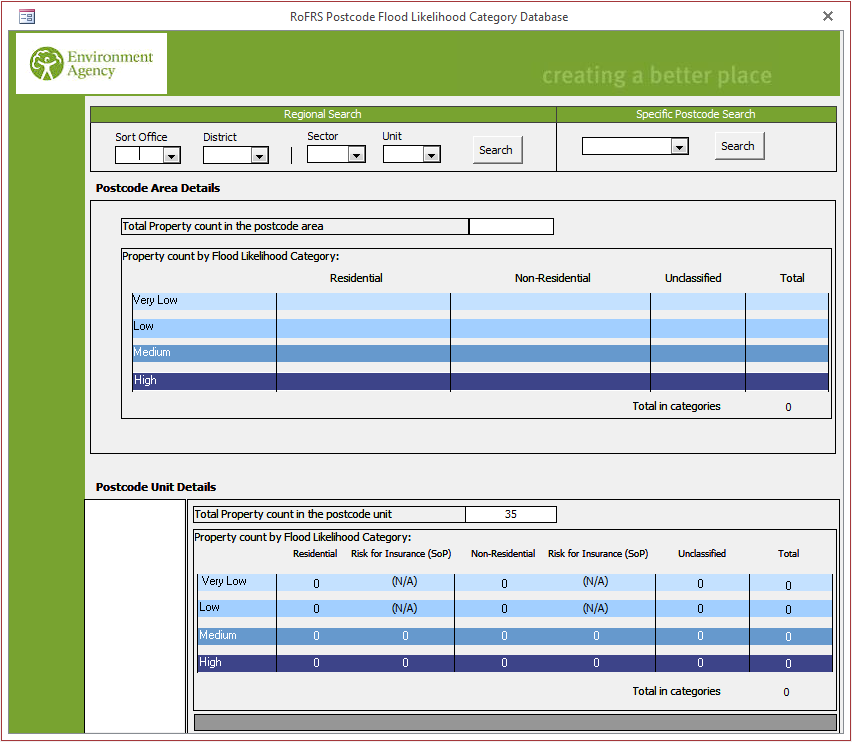 RoFRS Postcode Flood Likelihood Category Database
Environment
Agency
creating a better place
Regional Search Specific Postcode Search
Sort Office District Sector Unit
Search Search
Postcode Area Details
Total Property count in the postcode area
Property count by Flood Likelihood Category:
Residential Non-Residential Unclassified Total
Very Low
Low
Medium
High
Total in categories 0
Postcode Unit Details
Total Property count in the postcode unit 35
Property count by Flood Likelihood Category:
Residential Risk for Insurance (SoP) Non-Residential Risk for Insurance (SoP) Unclassified Total
Very Low 0 (N/A) 0 (N/A) 0 0
Low 0 (N/A) 0 (N/A) 0 0
Medium 0 0 0 0 0 0
High 0 0 0 0 0 0
Total in categories 0